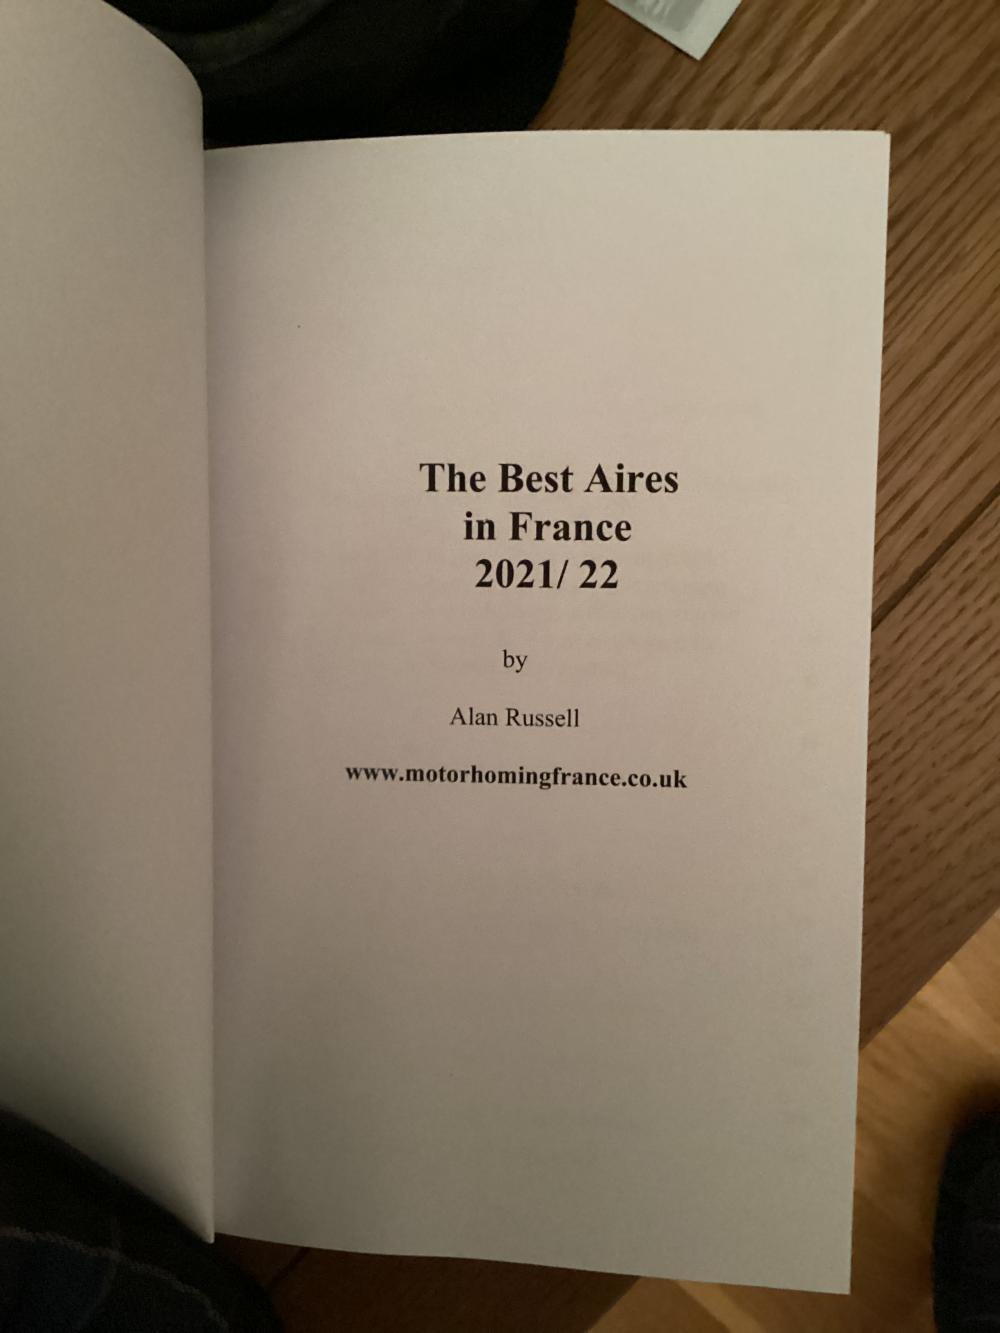 The Best Aires
in France
2021/ 22
by
Alan Russell
www.motorhomingfrance.co.uk